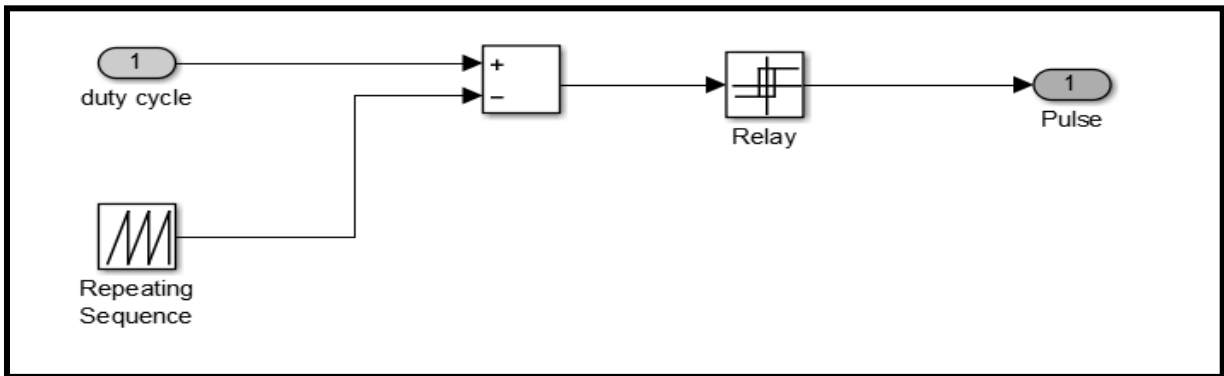 1
duty cycle
+
−
Relay
1
Pulse
Repeating
Sequence